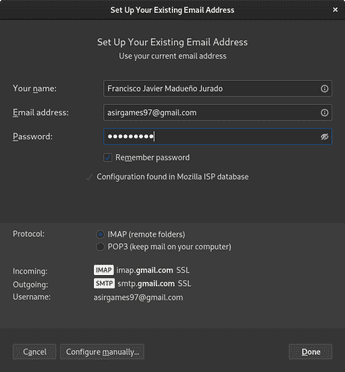 Set Up Your Existing Email Address
×
Set Up Your Existing Email Address
Use your current email address
Your name: Francisco Javier Madueño Jurado
Email address: asirgames97@gmail.com
Password: ●●●●●●●●●
Remember password
✓ Configuration found in Mozilla ISP database
Protocol: IMAP (remote folders)
POP3 (keep mail on your computer)
Incoming: IMAP imap.gmail.com SSL
Outgoing: SMTP smtp.gmail.com SSL
Username: asirgames97@gmail.com
Cancel Configure manually... Done